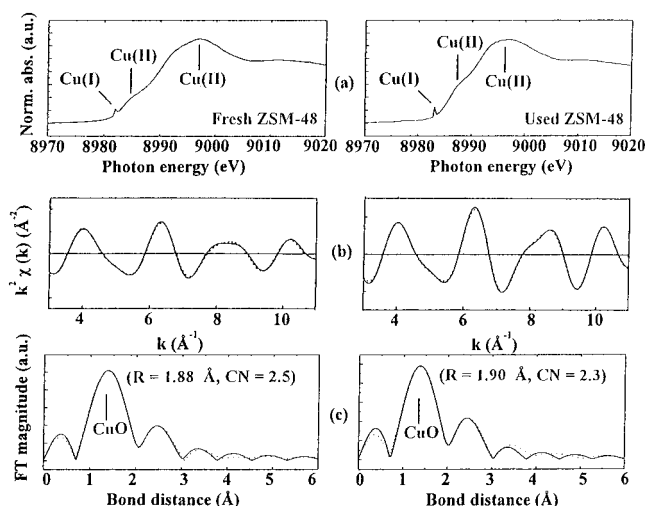 Norm. abs. (a.u.)
Cu(I)
Cu(II)
Cu(II)
Fresh ZSM-48
8970 8980 8990 9000 9010 9020
Photon energy (eV)
(a)
Cu(I)
Cu(II)
Cu(II)
Used ZSM-48
8970 8980 8990 9000 9010 9020
Photon energy (eV)
k² χ (k) (Å⁻²)
4 6 8 10
k (Å⁻¹)
(b)
4 6 8 10
k (Å⁻¹)
FT magnitude (a.u.)
(R = 1.88 Å, CN = 2.5)
CuO
0 1 2 3 4 5 6
Bond distance (Å)
(c)
(R = 1.90 Å, CN = 2.3)
CuO
0 1 2 3 4 5 6
Bond distance (Å)